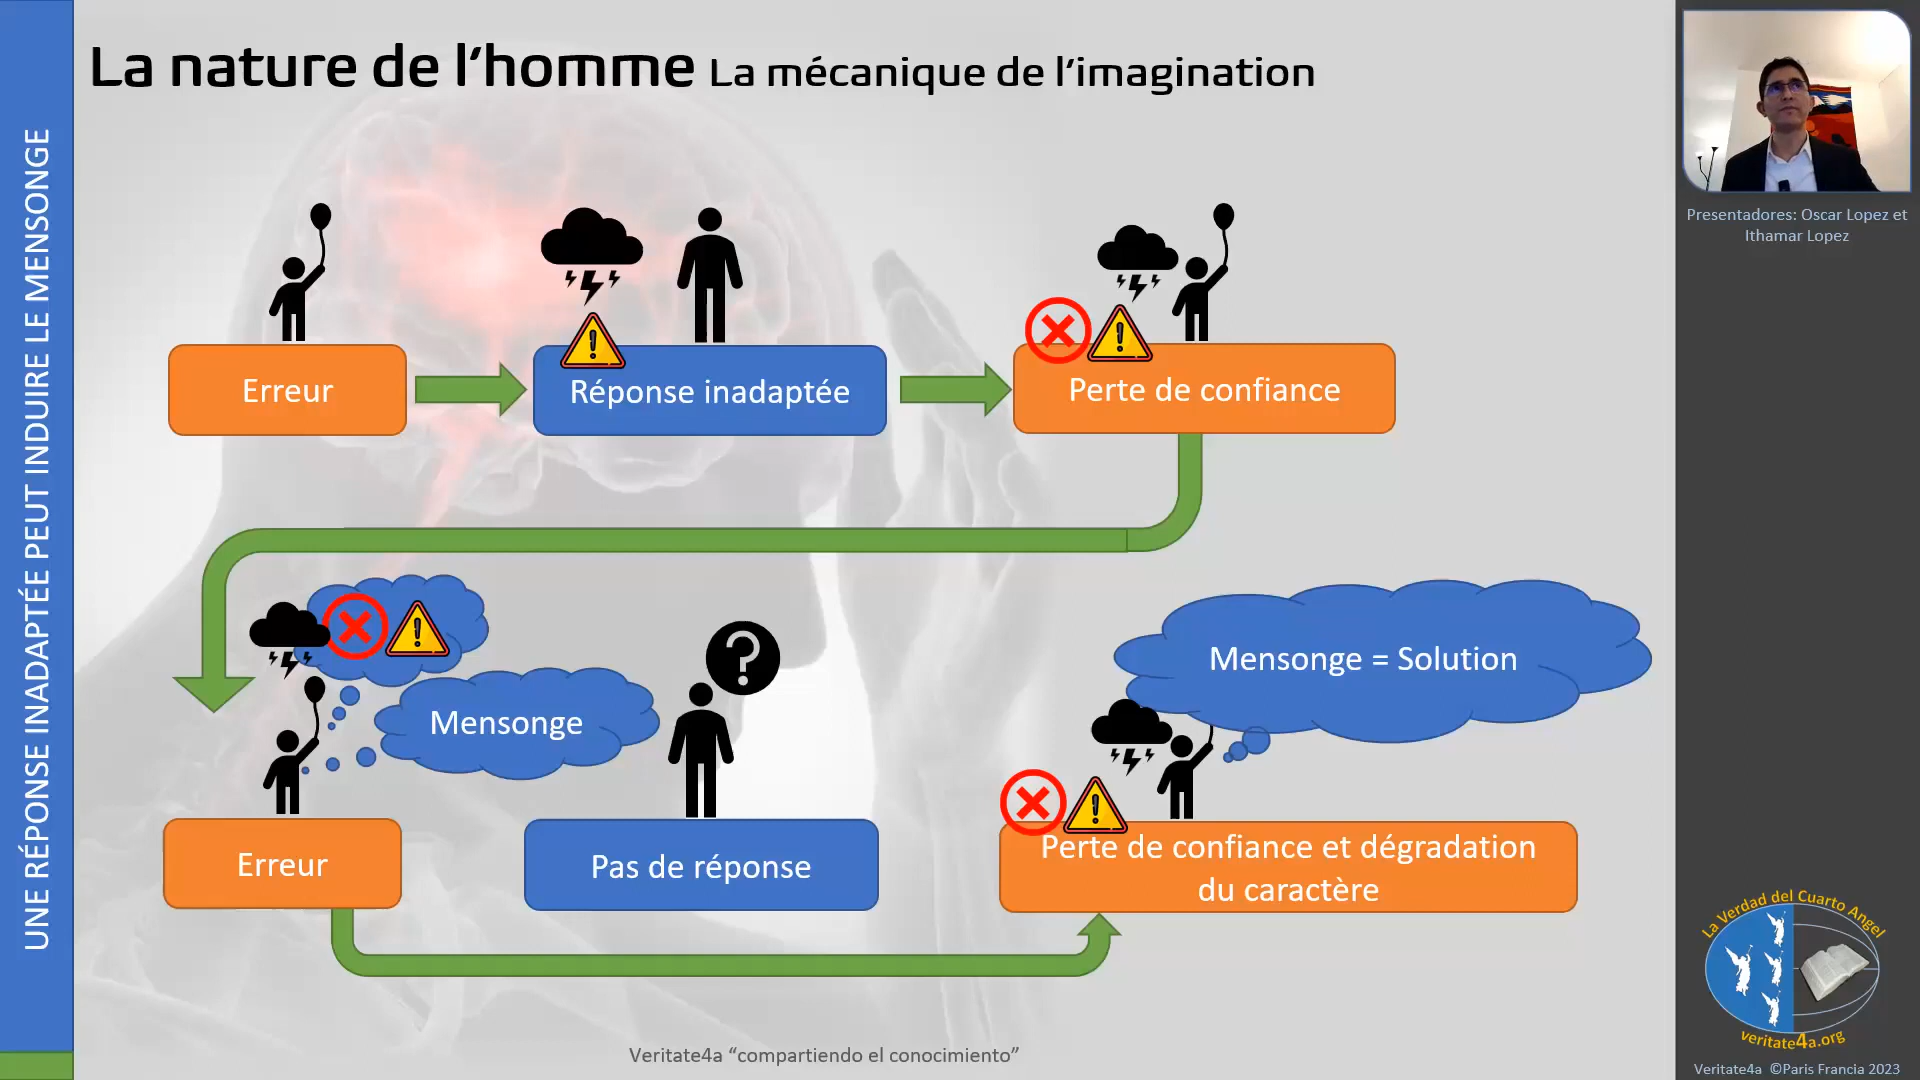 La nature de l'homme La mécanique de l'imagination
UNE RÉPONSE INADAPTÉE PEUT INDUIRE LE MENSONGE
Erreur
Réponse inadaptée
Perte de confiance
Mensonge
Mensonge = Solution
Erreur
Pas de réponse
Perte de confiance et dégradation
du caractère
Veritate4a “compartiendo el conocimiento”
Presentadores: Oscar Lopez et
Ithamar Lopez
La Verdad del Cuarto Angel
veritate4a.org
Veritate4a ©Paris Francia 2023